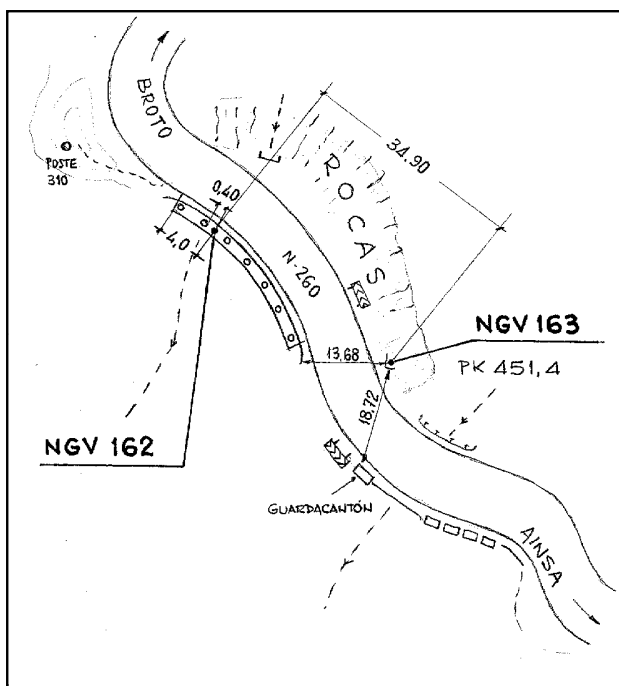 BROTO
POSTE
310
0,40
4,0
34.90
ROCAS
N-260
NGV 163
13,68
PK 451,4
18.72
NGV 162
GUARDACANTÓN
AINSA